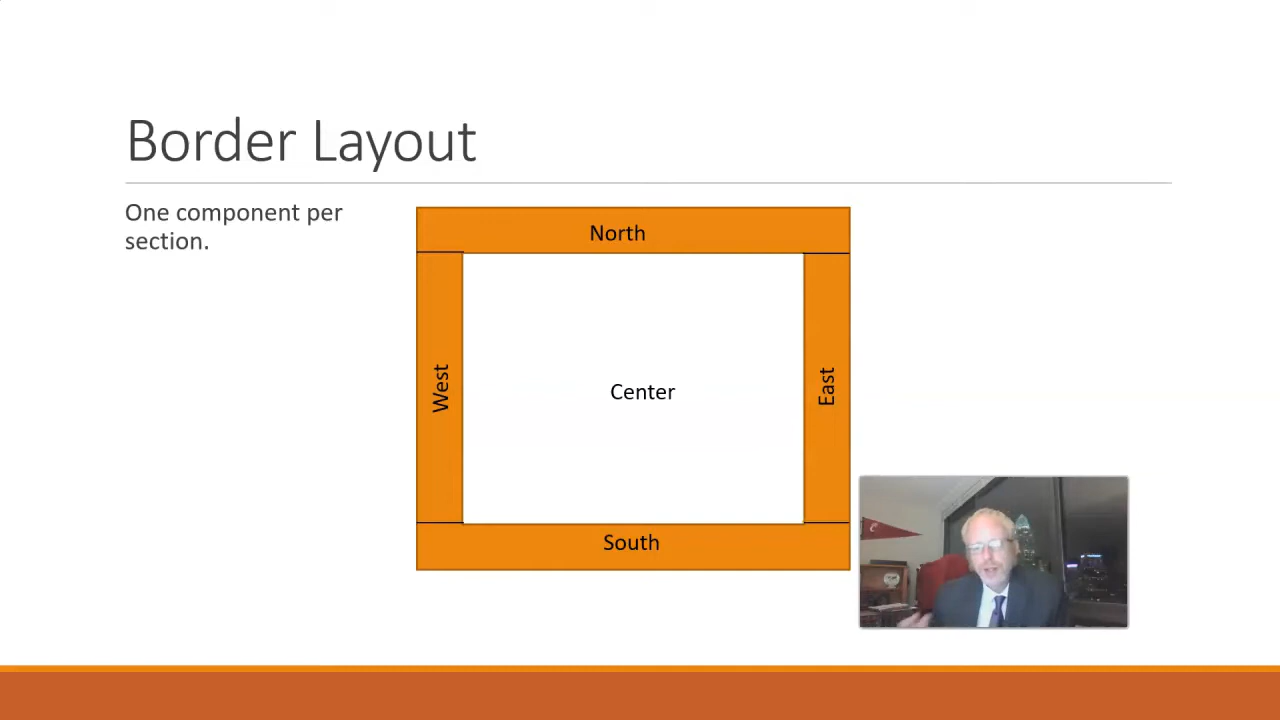 Border Layout
One component per
section.
North
West
Center
East
South